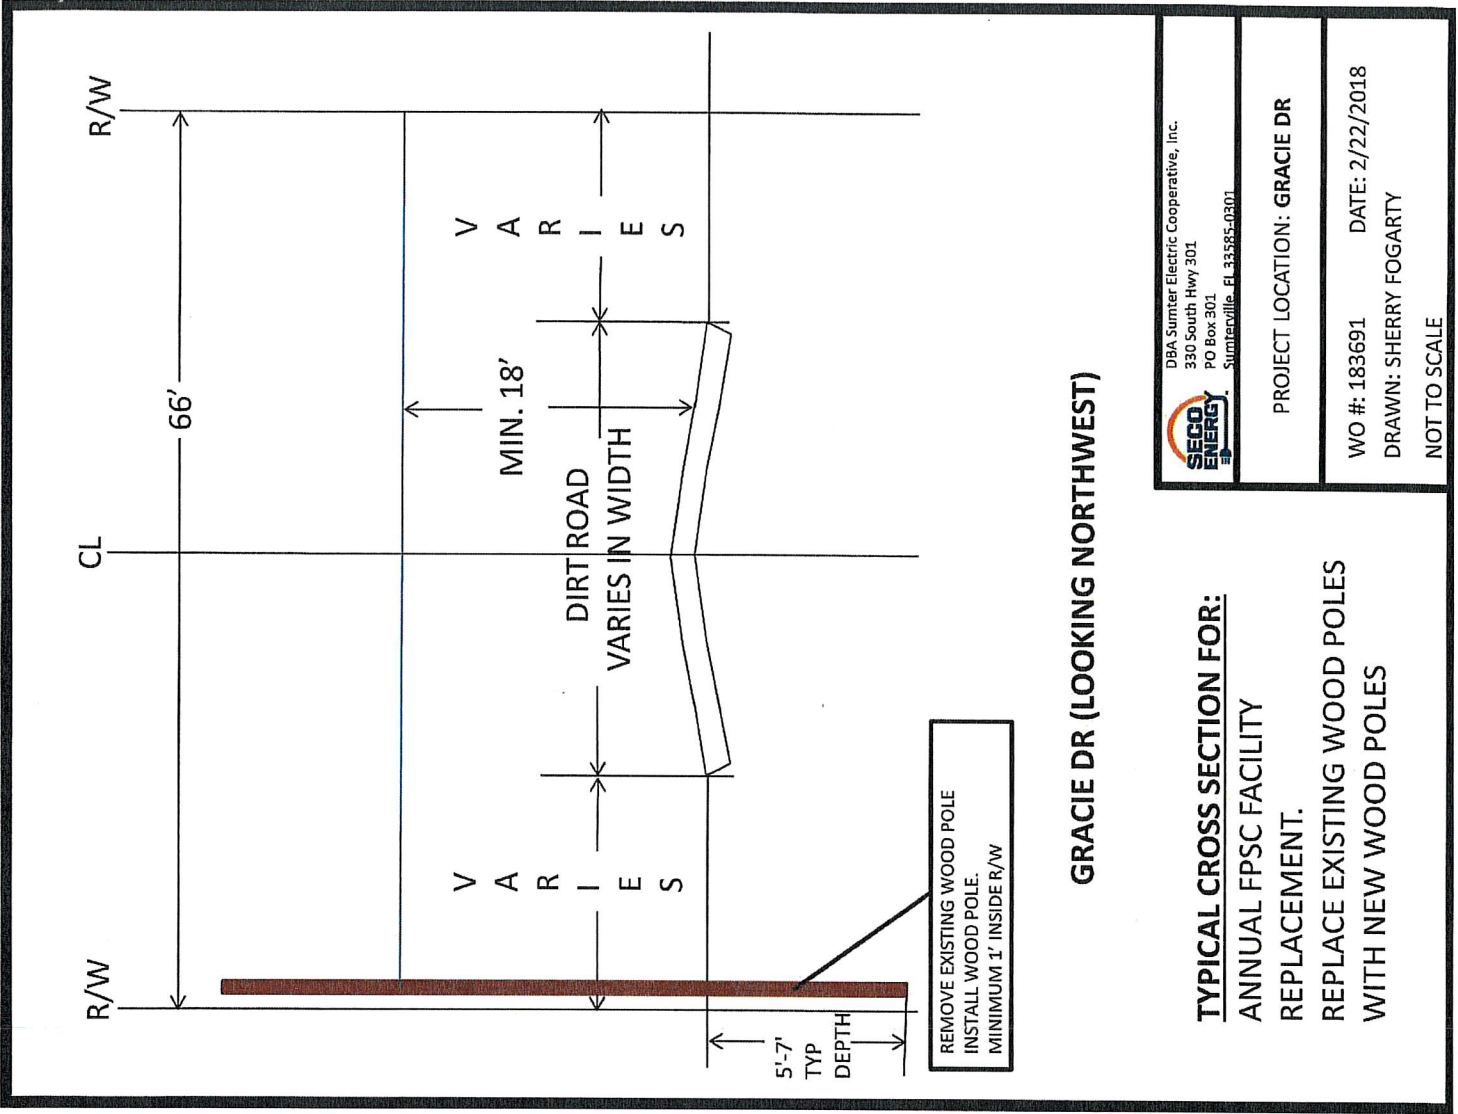 R/W
CL
R/W
66'
V
A
R
I
E
S
MIN. 18'
DIRT ROAD
VARIES IN WIDTH
V
A
R
I
E
S
5'-7'
TYP
DEPTH
REMOVE EXISTING WOOD POLE
INSTALL WOOD POLE.
MINIMUM 1' INSIDE R/W
GRACIE DR (LOOKING NORTHWEST)
TYPICAL CROSS SECTION FOR:
ANNUAL FPSC FACILITY
REPLACEMENT.
REPLACE EXISTING WOOD POLES
WITH NEW WOOD POLES
SECO
ENERGY
DBA Sumter Electric Cooperative, Inc.
330 South Hwy 301
PO Box 301
Sumterville, FL 33585-0301
PROJECT LOCATION: GRACIE DR
WO #: 183691 DATE: 2/22/2018
DRAWN: SHERRY FOGARTY
NOT TO SCALE